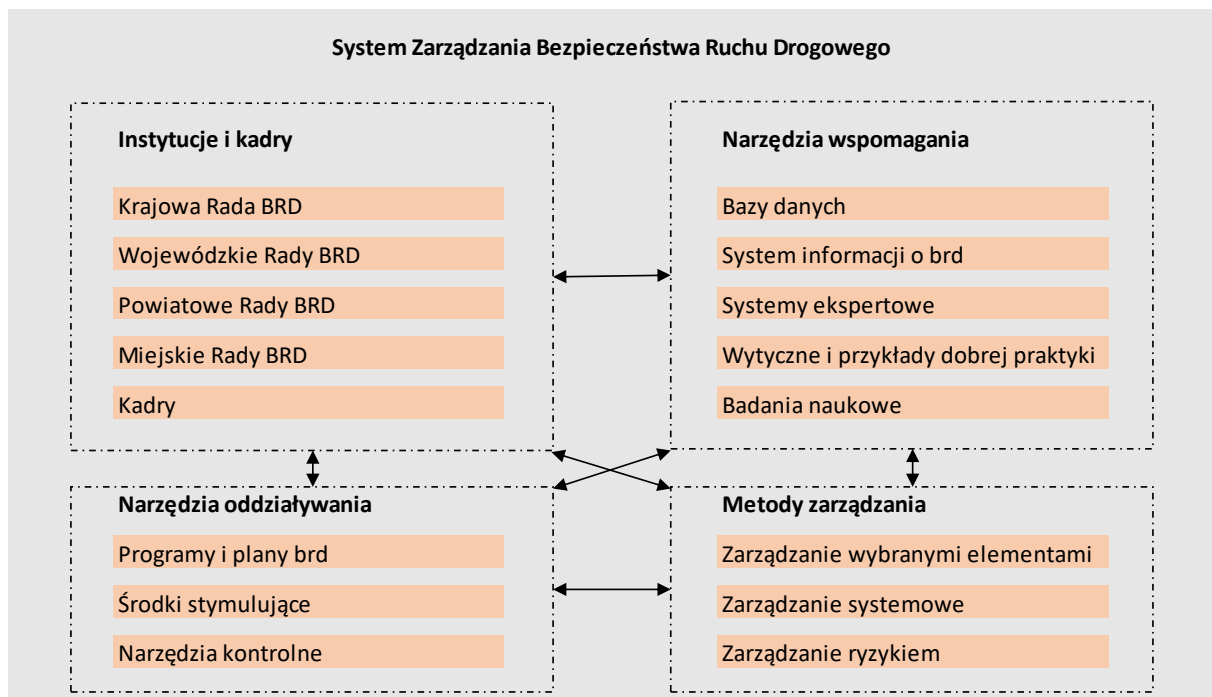 System Zarządzania Bezpieczeństwa Ruchu Drogowego
Instytucje i kadry
Krajowa Rada BRD
Wojewódzkie Rady BRD
Powiatowe Rady BRD
Miejskie Rady BRD
Kadry
Narzędzia wspomagania
Bazy danych
System informacji o brd
Systemy ekspertowe
Wytyczne i przykłady dobrej praktyki
Badania naukowe
Narzędzia oddziaływania
Programy i plany brd
Środki stymulujące
Narzędzia kontrolne
Metody zarządzania
Zarządzanie wybranymi elementami
Zarządzanie systemowe
Zarządzanie ryzykiem